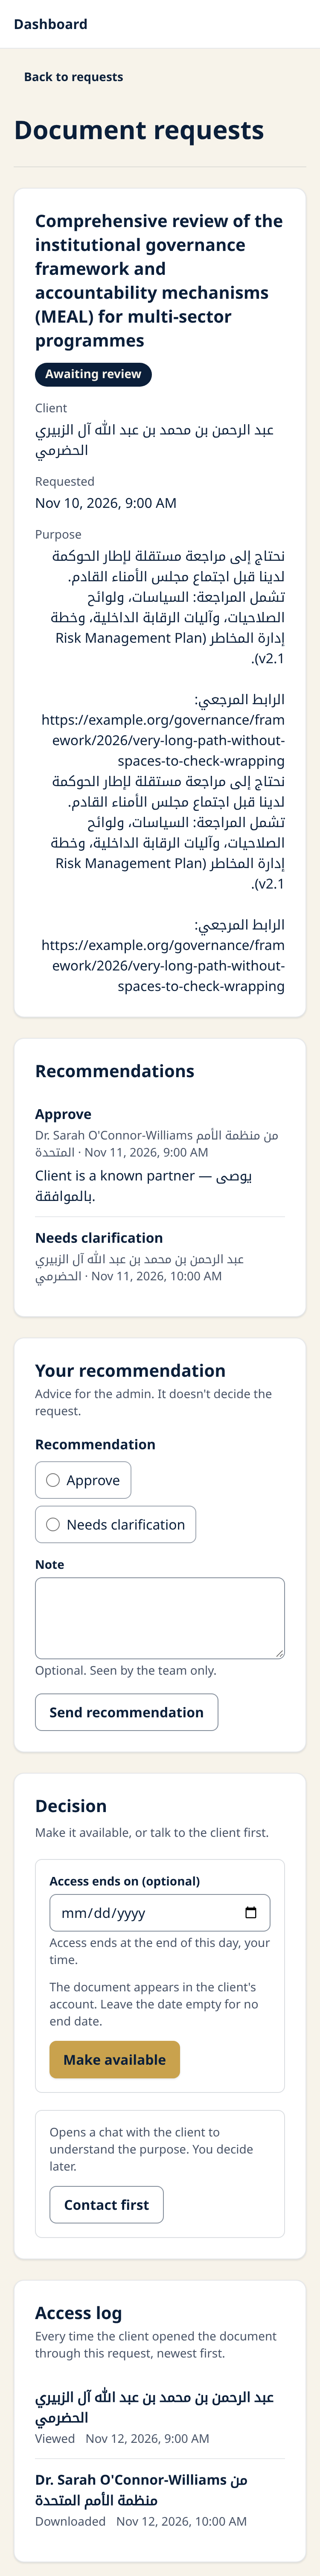 Dashboard
Back to requests
Document requests
Comprehensive review of the
institutional governance
framework and
accountability mechanisms
(MEAL) for multi-sector
programmes
Awaiting review
Client
عبد الرحمن بن محمد بن عبد الله آل الزبيري
الحضرمي
Requested
Nov 10, 2026, 9:00 AM
Purpose
نحتاج إلى مراجعة مستقلة لإطار الحوكمة
لدينا قبل اجتماع مجلس الأمناء القادم.
تشمل المراجعة: السياسات، ولوائح
الصلاحيات، وآليات الرقابة الداخلية، وخطة
إدارة المخاطر (Risk Management Plan
v2.1).
الرابط المرجعي:
https://example.org/governance/fram
ework/2026/very-long-path-without-
spaces-to-check-wrapping
نحتاج إلى مراجعة مستقلة لإطار الحوكمة
لدينا قبل اجتماع مجلس الأمناء القادم.
تشمل المراجعة: السياسات، ولوائح
الصلاحيات، وآليات الرقابة الداخلية، وخطة
إدارة المخاطر (Risk Management Plan
v2.1).
الرابط المرجعي:
https://example.org/governance/fram
ework/2026/very-long-path-without-
spaces-to-check-wrapping
Recommendations
Approve
Dr. Sarah O'Connor-Williams من منظمة الأمم
المتحدة · Nov 11, 2026, 9:00 AM
Client is a known partner — يوصى
بالموافقة.
Needs clarification
عبد الرحمن بن محمد بن عبد الله آل الزبيري
الحضرمي · Nov 11, 2026, 10:00 AM
Your recommendation
Advice for the admin. It doesn't decide the
request.
Recommendation
Approve
Needs clarification
Note
Optional. Seen by the team only.
Send recommendation
Decision
Make it available, or talk to the client first.
Access ends on (optional)
mm/dd/yyyy
Access ends at the end of this day, your
time.
The document appears in the client's
account. Leave the date empty for no
end date.
Make available
Opens a chat with the client to
understand the purpose. You decide
later.
Contact first
Access log
Every time the client opened the document
through this request, newest first.
عبد الرحمن بن محمد بن عبد الله آل الزبيري
الحضرمي
Viewed Nov 12, 2026, 9:00 AM
Dr. Sarah O'Connor-Williams من
منظمة الأمم المتحدة
Downloaded Nov 12, 2026, 10:00 AM